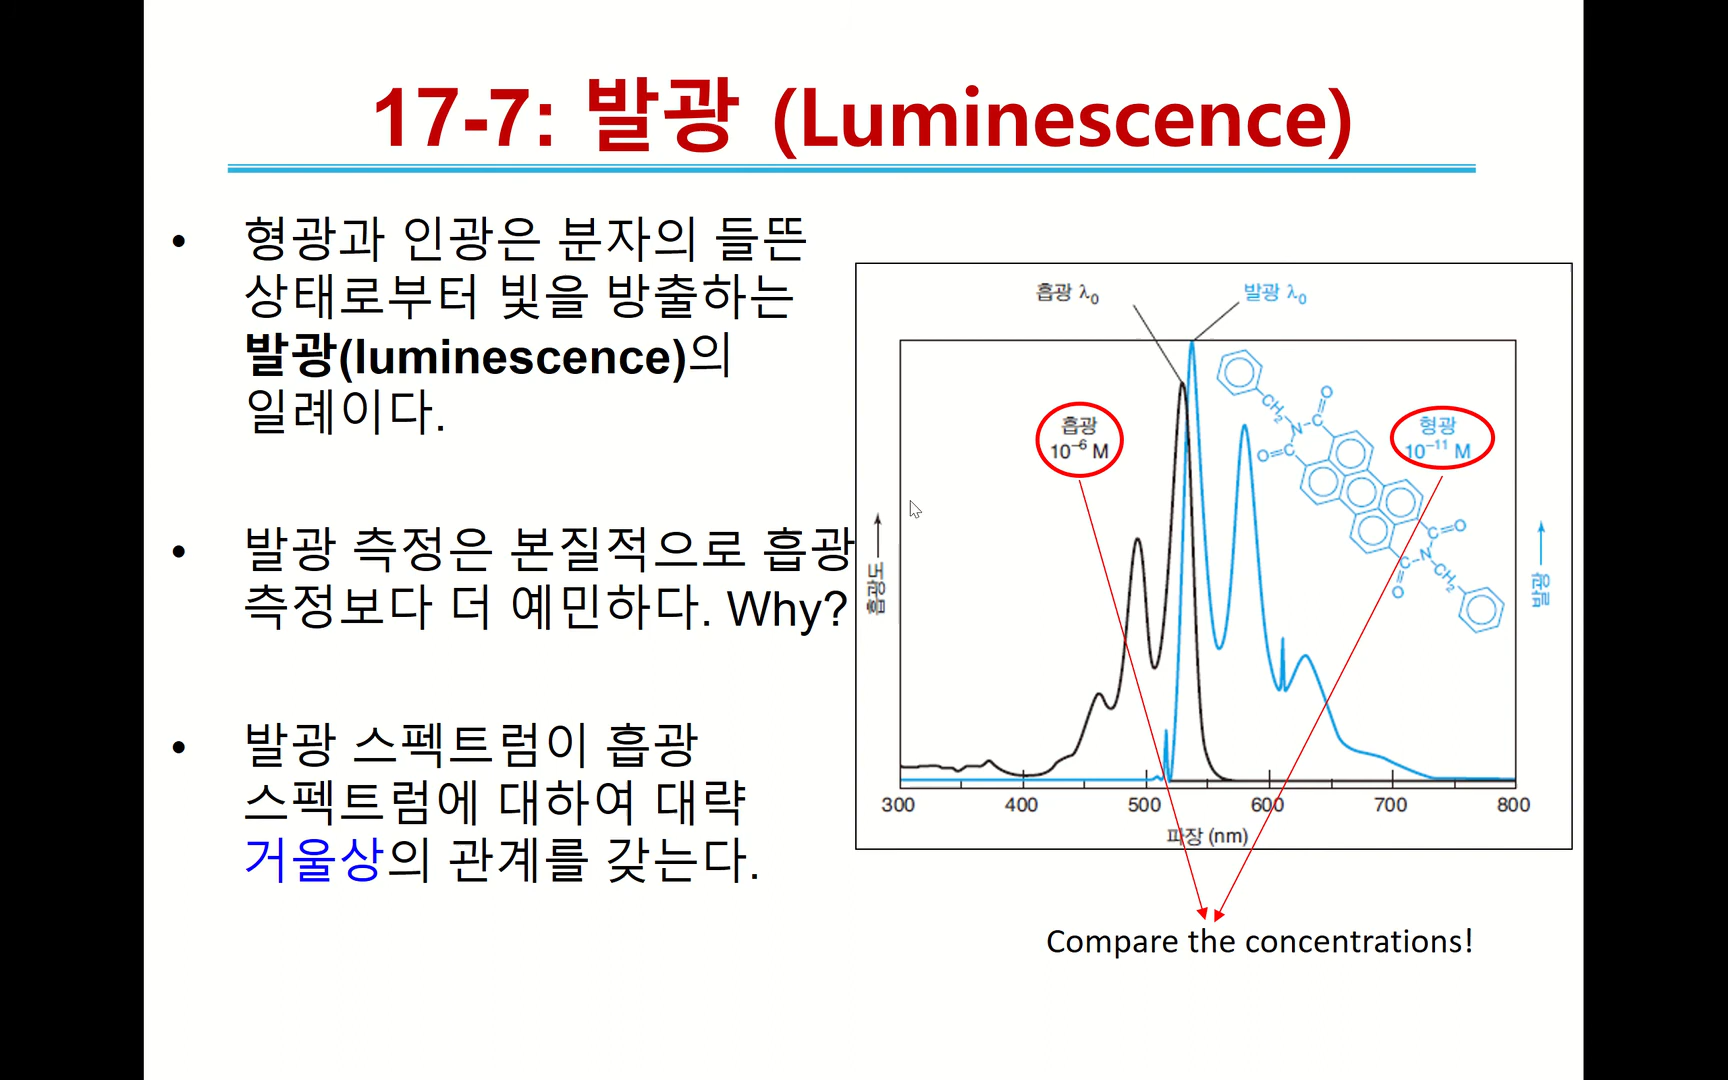 17-7: 발광 (Luminescence)
• 형광과 인광은 분자의 들뜬
상태로부터 빛을 방출하는
발광(luminescence)의
일례이다.
• 발광 측정은 본질적으로 흡광
측정보다 더 예민하다. Why?
• 발광 스펙트럼이 흡광
스펙트럼에 대하여 대략
거울상의 관계를 갖는다.
흡광 λ₀
발광 λ₀
흡광
10⁻⁶ M
형광
10⁻¹¹ M
CH₂
N
C
O
C
O
C
O
N
C
O
CH₂
흡광도
발광
300 400 500 600 700 800
파장 (nm)
Compare the concentrations!